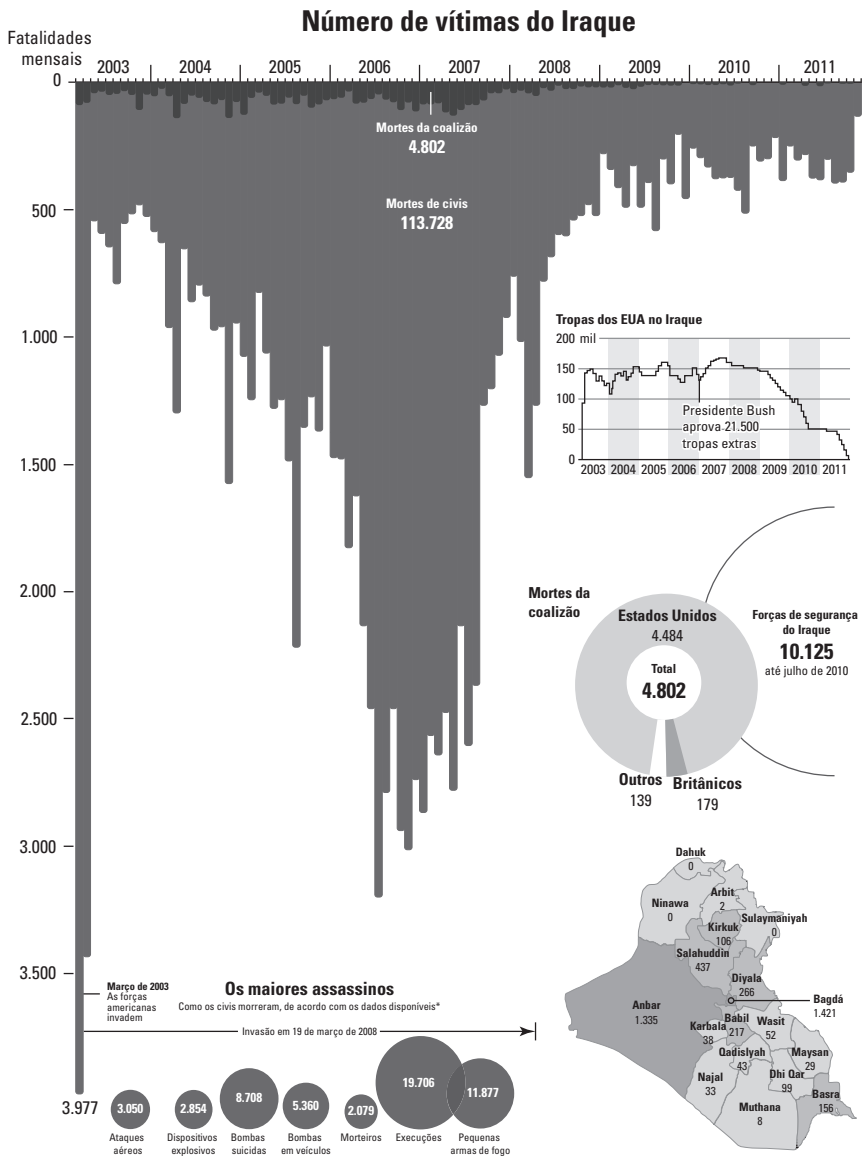 Número de vítimas do Iraque
Fatalidades
mensais
2003 2004 2005 2006 2007 2008 2009 2010 2011
0
Mortes da coalizão
4.802
Mortes de civis
113.728
500
1.000
1.500
2.000
2.500
3.000
3.500
3.977
Tropas dos EUA no Iraque
200 mil
150
100
50
0
Presidente Bush
aprova 21.500
tropas extras
2003 2004 2005 2006 2007 2008 2009 2010 2011
Mortes da
coalizão
Estados Unidos
4.484
Total
4.802
Outros
139
Britânicos
179
Forças de segurança
do Iraque
10.125
até julho de 2010
Março de 2003
As forças
americanas
invadem
Os maiores assassinos
Como os civis morreram, de acordo com os dados disponíveis*
Invasão em 19 de março de 2008
3.050
Ataques
aéreos
2.854
Dispositivos
explosivos
8.708
Bombas
suicidas
5.360
Bombas
em veículos
2.079
Morteiros
19.706
Execuções
11.877
Pequenas
armas de fogo
Dahuk
0
Ninawa
0
Arbit
2
Sulaymaniyah
0
Kirkuk
106
Salahuddin
437
Diyala
266
Anbar
1.335
Bagdá
1.421
Karbala
38
Babil
217
Wasit
52
Qadislyah
43
Maysan
29
Najal
33
Dhi Qar
99
Basra
156
Muthana
8